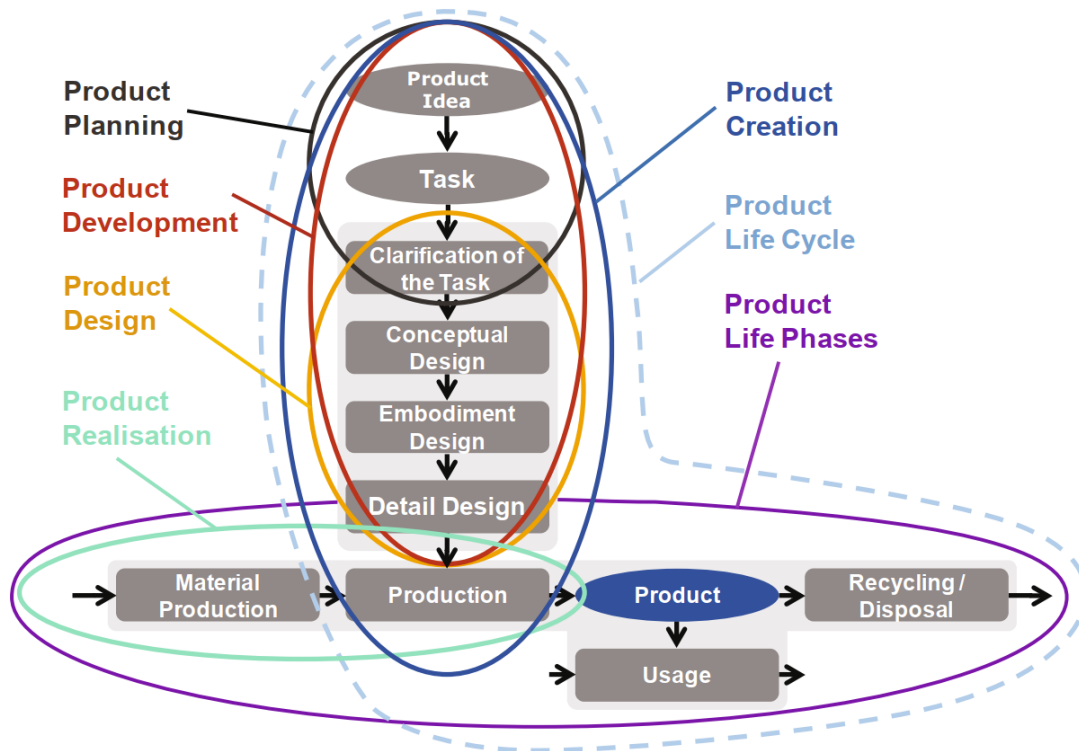 Product
Idea
Product
Planning
Product
Creation
Task
Product
Development
Product
Life Cycle
Clarification of
the Task
Product
Design
Product
Life Phases
Conceptual
Design
Product
Realisation
Embodiment
Design
Detail Design
Material
Production
Production
Product
Recycling /
Disposal
Usage